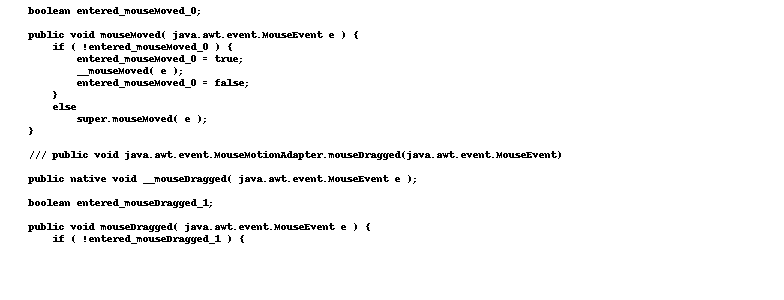 boolean entered_mouseMoved_0;

public void mouseMoved( java.awt.event.MouseEvent e ) {
    if ( !entered_mouseMoved_0 ) {
        entered_mouseMoved_0 = true;
        __mouseMoved( e );
        entered_mouseMoved_0 = false;
    }
    else
        super.mouseMoved( e );
}

/// public void java.awt.event.MouseMotionAdapter.mouseDragged(java.awt.event.MouseEvent)

public native void __mouseDragged( java.awt.event.MouseEvent e );

boolean entered_mouseDragged_1;

public void mouseDragged( java.awt.event.MouseEvent e ) {
    if ( !entered_mouseDragged_1 ) {